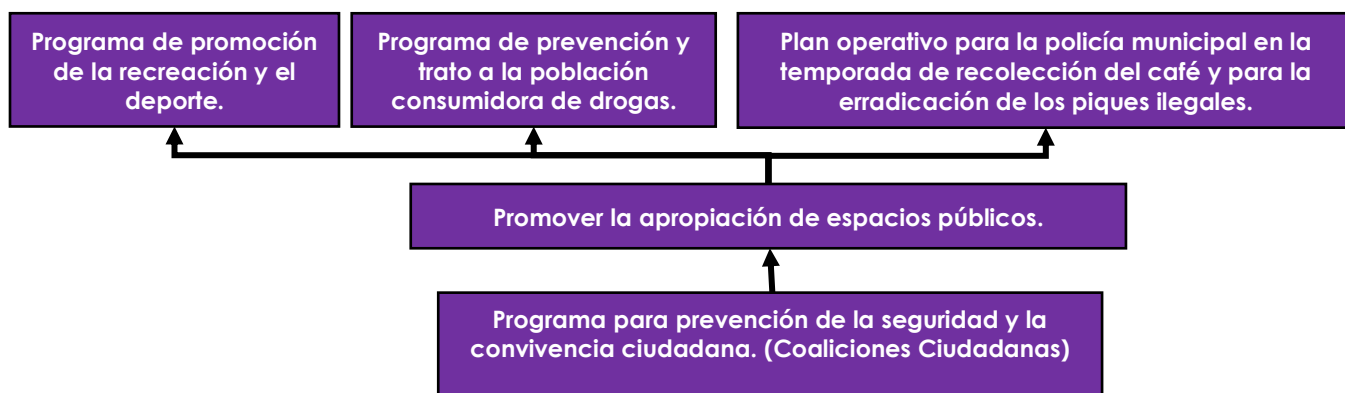 Programa de promoción
de la recreación y el
deporte.
Programa de prevención y
trato a la población
consumidora de drogas.
Plan operativo para la policía municipal en la
temporada de recolección del café y para la
erradicación de los piques ilegales.
Promover la apropiación de espacios públicos.
Programa para prevención de la seguridad y la
convivencia ciudadana. (Coaliciones Ciudadanas)